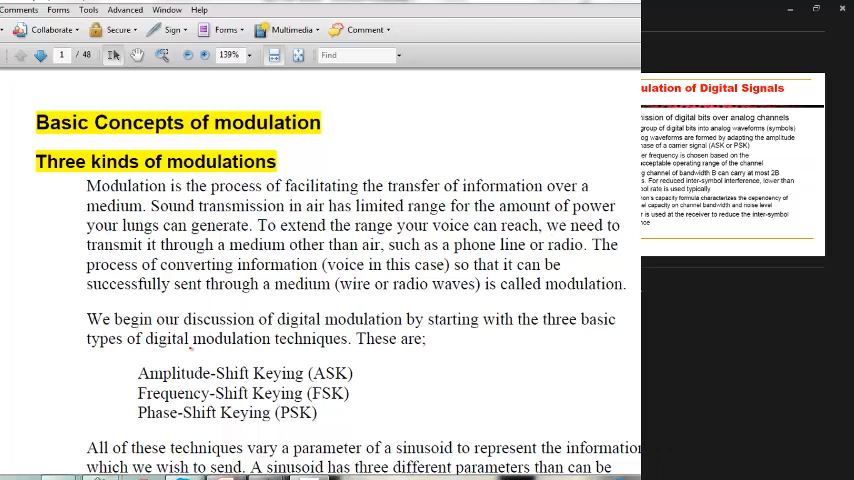 Comments Forms Tools Advanced Window Help
Collaborate Secure Sign Forms Multimedia Comment
1 / 48 139% Find
Basic Concepts of modulation
Three kinds of modulations
Modulation is the process of facilitating the transfer of information over a
medium. Sound transmission in air has limited range for the amount of power
your lungs can generate. To extend the range your voice can reach, we need to
transmit it through a medium other than air, such as a phone line or radio. The
process of converting information (voice in this case) so that it can be
successfully sent through a medium (wire or radio waves) is called modulation.
We begin our discussion of digital modulation by starting with the three basic
types of digital modulation techniques. These are;
Amplitude-Shift Keying (ASK)
Frequency-Shift Keying (FSK)
Phase-Shift Keying (PSK)
All of these techniques vary a parameter of a sinusoid to represent the information
which we wish to send. A sinusoid has three different parameters than can be
ulation of Digital Signals
mission of digital bits over analog channels
group of digital bits into analog waveforms (symbols)
og waveforms are formed by adapting the amplitude
hase of a carrier signal (ASK or PSK)
er frequency is chosen based on the
acceptable operating range of the channel
g channel of bandwidth B can carry at most 2B
s. For reduced inter-symbol interference, lower than
bol rate is used typically
non's capacity formula characterizes the dependency of
el capacity on channel bandwidth and noise level
er is used at the receiver to reduce the inter-symbol
nce